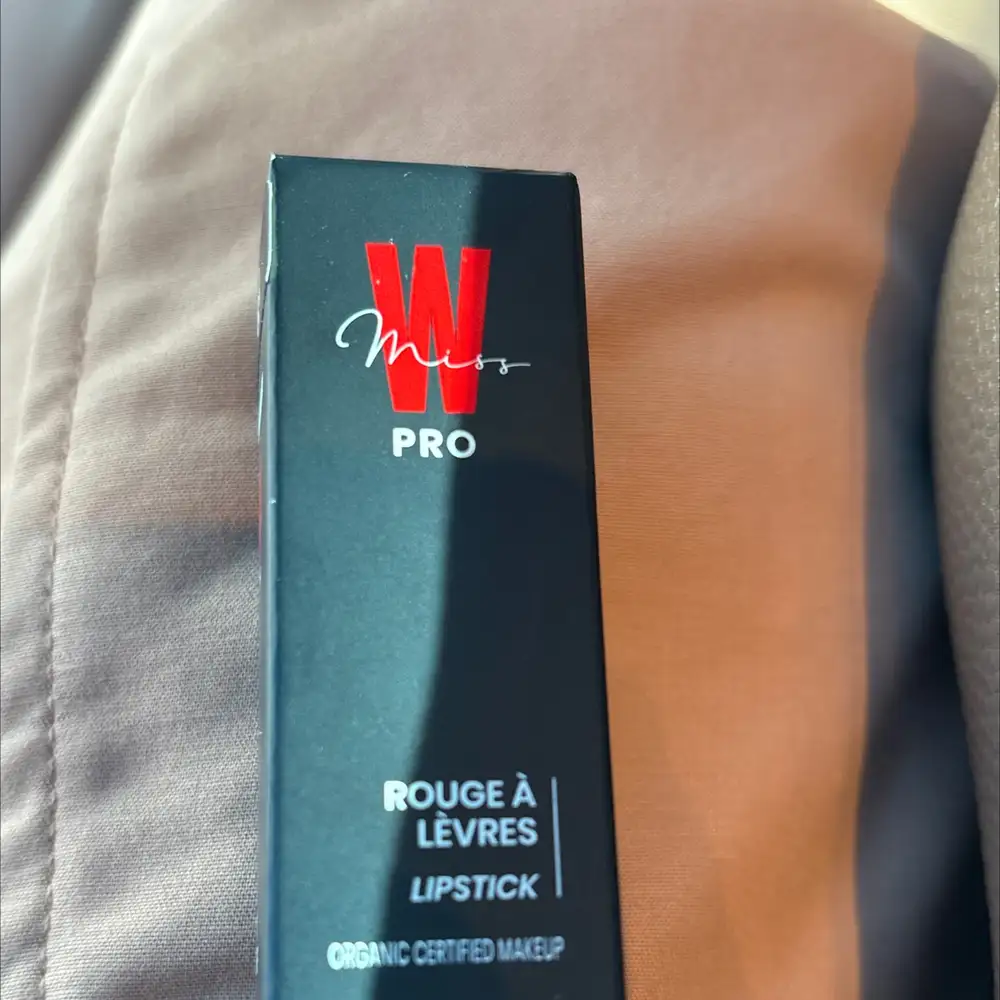 W
Miss
PRO
ROUGE À
LÈVRES
LIPSTICK
ORGANIC CERTIFIED MAKEUP